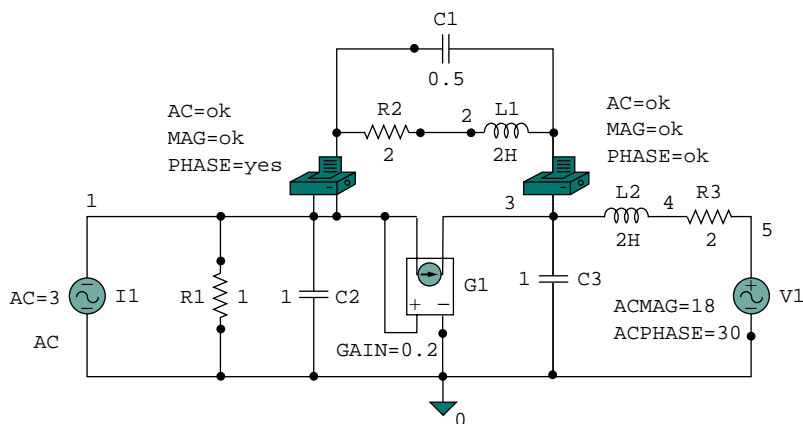 C1
0.5
AC=ok
MAG=ok
PHASE=yes
R2
2
2
L1
2H
AC=ok
MAG=ok
PHASE=ok
1
3
L2
2H
4
R3
2
5
AC=3
I1
AC
R1
1
1
C2
+ −
G1
GAIN=0.2
1
C3
ACMAG=18
ACPHASE=30
V1
0